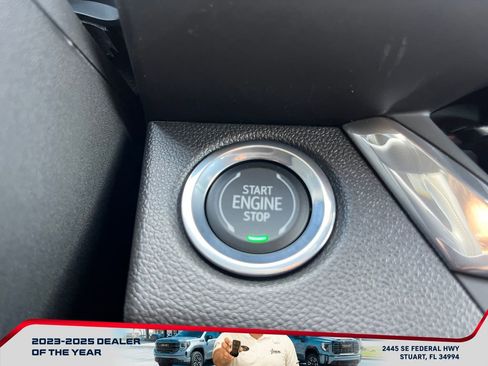 START
ENGINE
STOP
2023-2025 DEALER
OF THE YEAR
2445 SE FEDERAL HWY
STUART, FL 34994